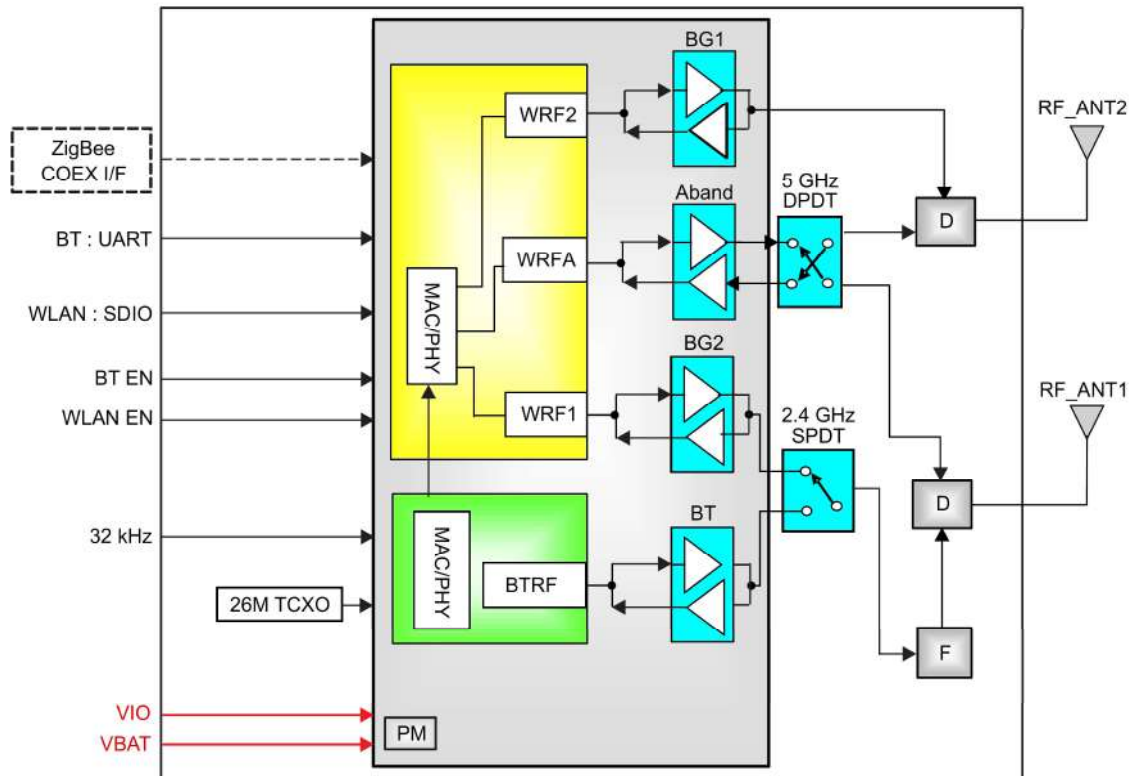 BG1
WRF2
RF_ANT2
ZigBee
COEX I/F
Aband
5 GHz
DPDT
D
BT : UART
WRFA
WLAN : SDIO
MAC/PHY
BG2
BT EN
RF_ANT1
WLAN EN
WRF1
2.4 GHz
SPDT
D
BT
32 kHz
MAC/PHY
BTRF
26M TCXO
F
VIO
PM
VBAT